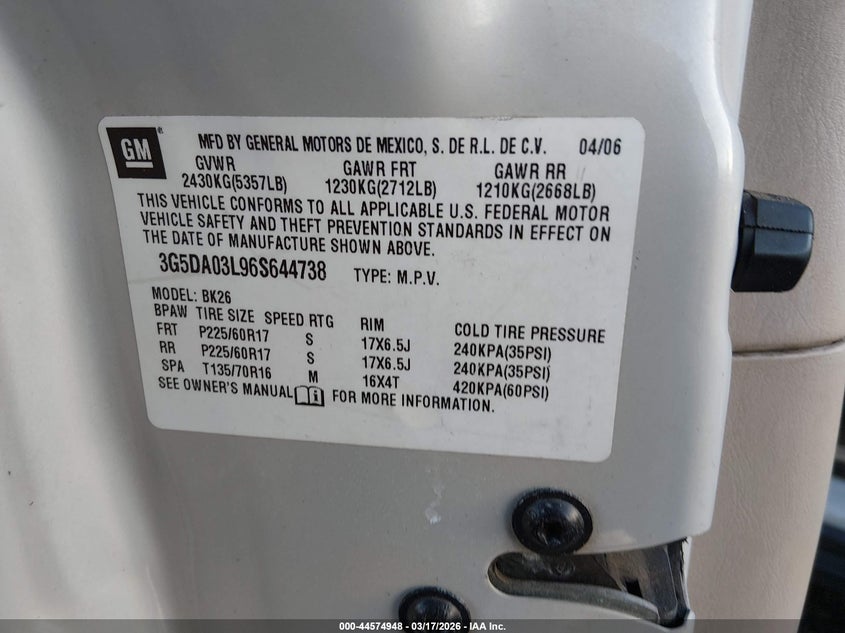 GM ® MFD BY GENERAL MOTORS DE MEXICO, S. DE R.L. DE C.V. 04/06
GVWR GAWR FRT GAWR RR
2430KG(5357LB) 1230KG(2712LB) 1210KG(2668LB)
THIS VEHICLE CONFORMS TO ALL APPLICABLE U.S. FEDERAL MOTOR
VEHICLE SAFETY AND THEFT PREVENTION STANDARDS IN EFFECT ON
THE DATE OF MANUFACTURE SHOWN ABOVE.
3G5DA03L96S644738 TYPE: M.P.V.
MODEL: BK26
BPAW TIRE SIZE SPEED RTG RIM COLD TIRE PRESSURE
FRT P225/60R17 S 17X6.5J 240KPA(35PSI)
RR P225/60R17 S 17X6.5J 240KPA(35PSI)
SPA T135/70R16 M 16X4T 420KPA(60PSI)
SEE OWNER'S MANUAL i FOR MORE INFORMATION.
000-44574948 - 03/17/2026 - IAA Inc.